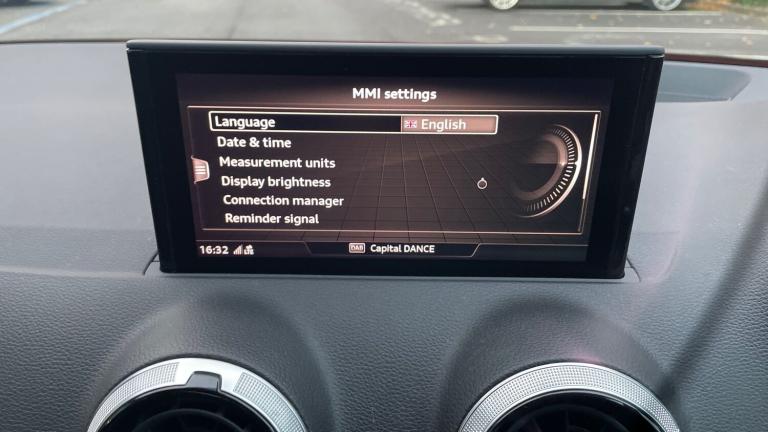 MMI settings
Language English
Date & time
Measurement units
Display brightness
Connection manager
Reminder signal
16:32 LTE DAB Capital DANCE